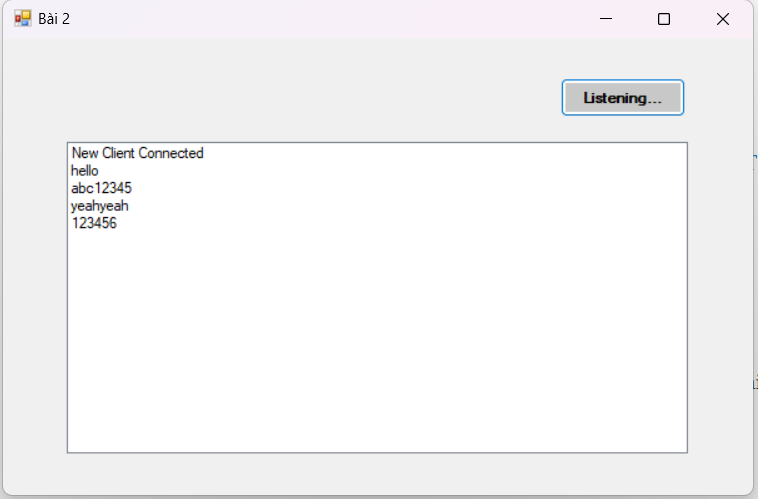 Bài 2
Listening...
New Client Connected
hello
abc12345
yeahyeah
123456